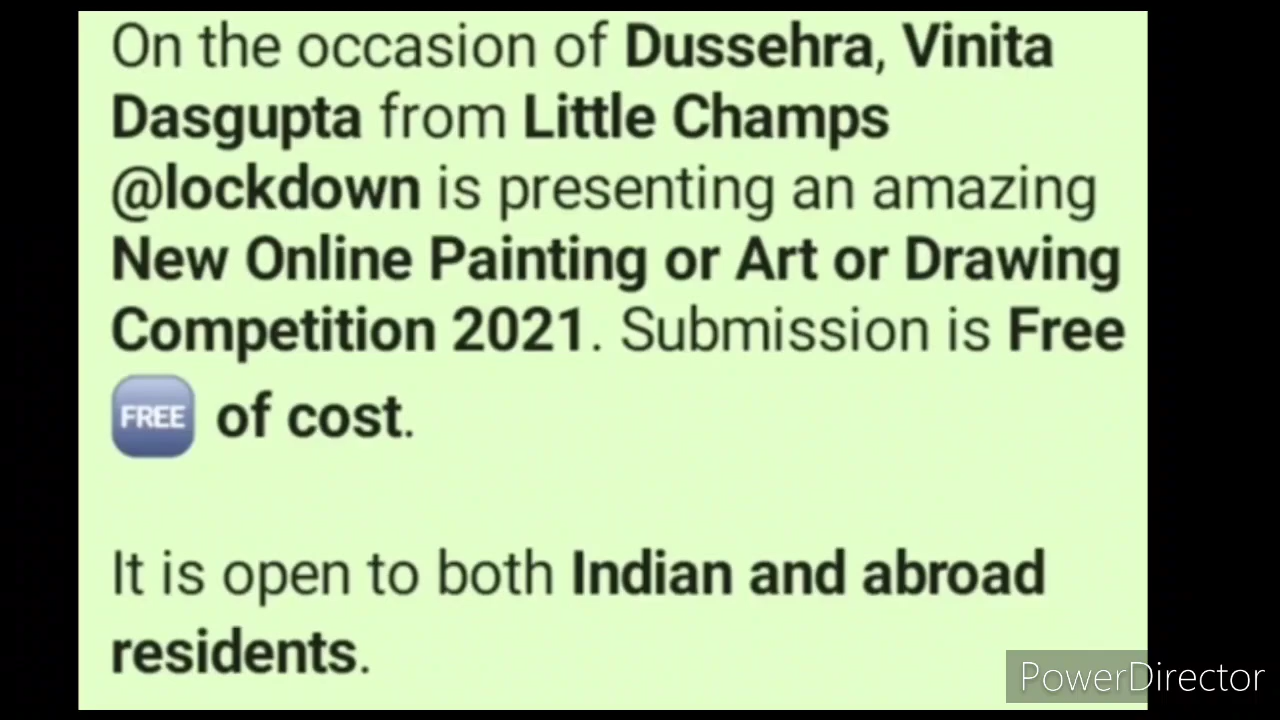 On the occasion of Dussehra, Vinita
Dasgupta from Little Champs
@lockdown is presenting an amazing
New Online Painting or Art or Drawing
Competition 2021. Submission is Free
FREE of cost.
It is open to both Indian and abroad
residents.
PowerDirector